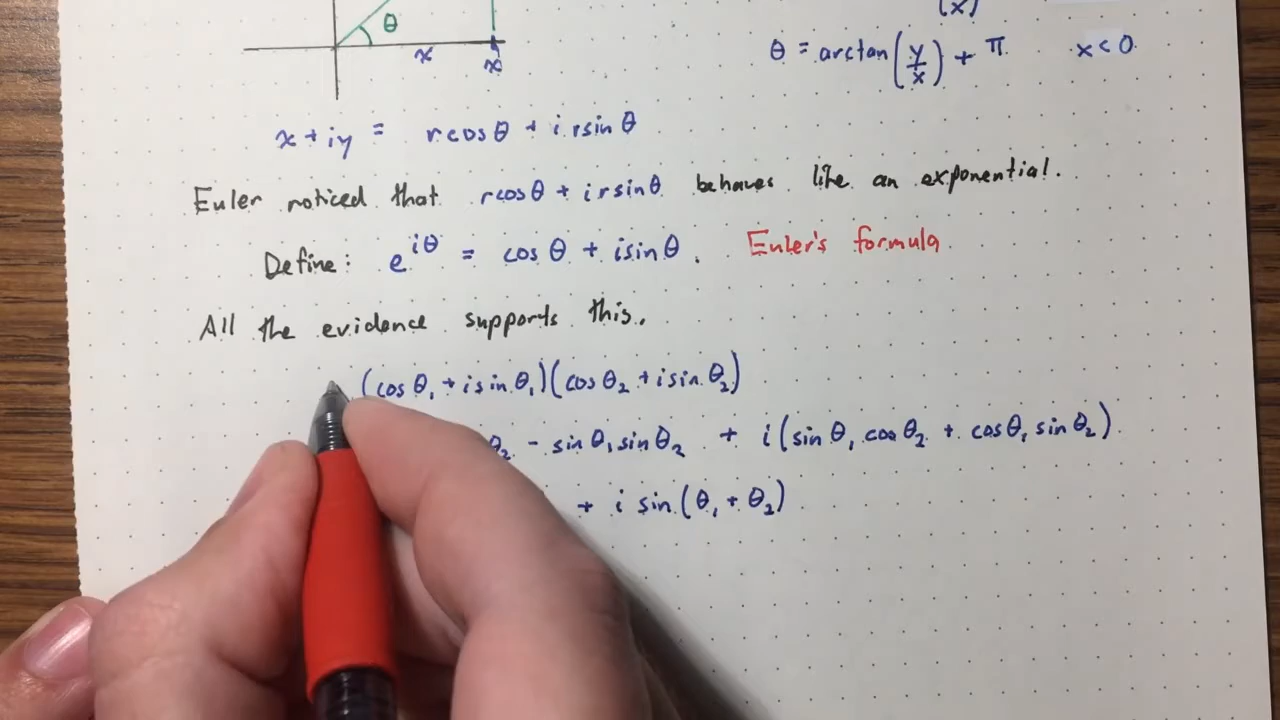 θ
(x)
θ = arctan(y/x) + π x < 0
x x
x + iy = r cos θ + i r sin θ
Euler noticed that r cos θ + i r sin θ behaves like an exponential.
Define: e^{iθ} = cos θ + i sin θ. Euler's formula
All the evidence supports this.
(cos θ₁ + i sin θ₁)(cos θ₂ + i sin θ₂)
θ₂ - sin θ₁ sin θ₂ + i(sin θ₁ cos θ₂ + cos θ₁ sin θ₂).
+ i sin(θ₁ + θ₂)